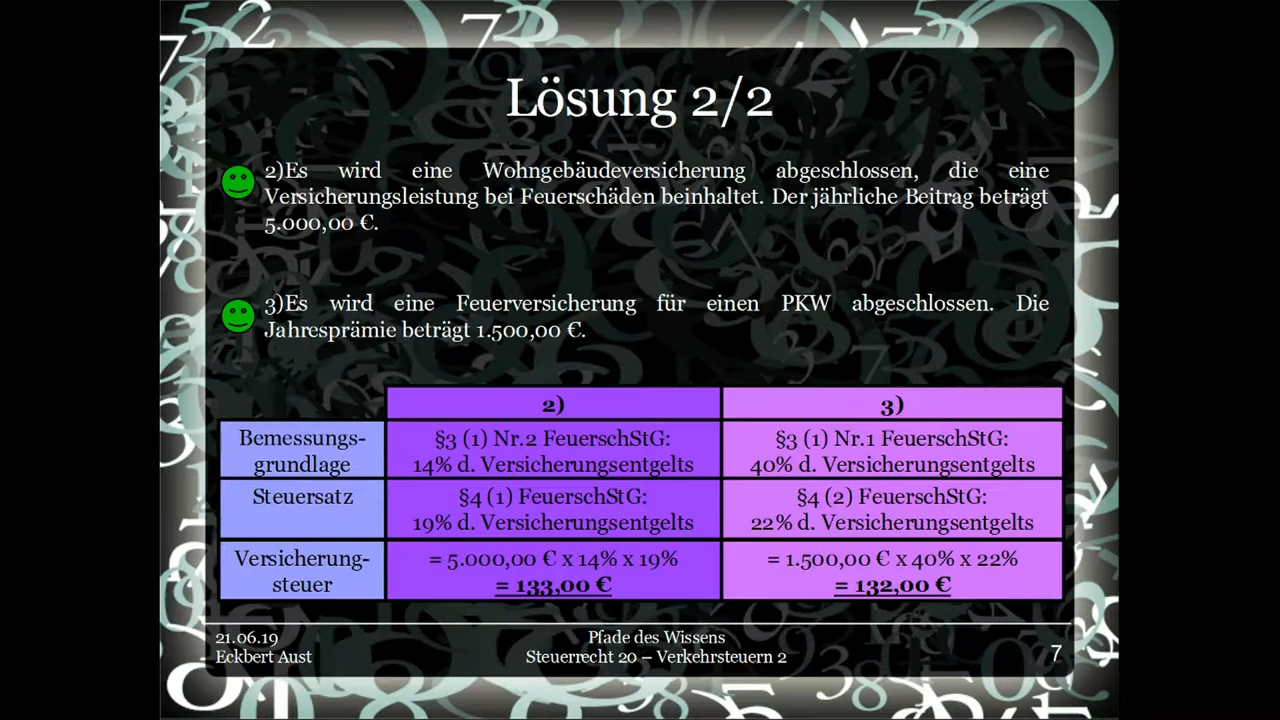 Lösung 2/2
2)Es wird eine Wohngebäudeversicherung abgeschlossen, die eine
Versicherungsleistung bei Feuerschäden beinhaltet. Der jährliche Beitrag beträgt
5.000,00 €.
3)Es wird eine Feuerversicherung für einen PKW abgeschlossen. Die
Jahresprämie beträgt 1.500,00 €.
2) 3)
Bemessungs- §3 (1) Nr.2 FeuerschStG: §3 (1) Nr.1 FeuerschStG:
grundlage 14% d. Versicherungsentgelts 40% d. Versicherungsentgelts
Steuersatz §4 (1) FeuerschStG: §4 (2) FeuerschStG:
19% d. Versicherungsentgelts 22% d. Versicherungsentgelts
Versicherung- = 5.000,00 € x 14% x 19% = 1.500,00 € x 40% x 22%
steuer = 133,00 € = 132,00 €
21.06.19 Pfade des Wissens
Eckbert Aust Steuerrecht 20 – Verkehrsteuern 2 7